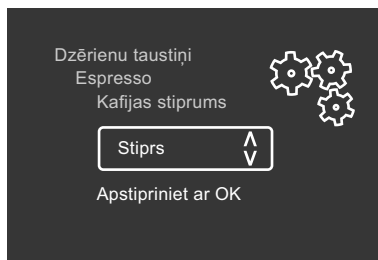 Dzērienu taustiņi
Espresso
Kafijas stiprums
Stiprs
Apstipriniet ar OK